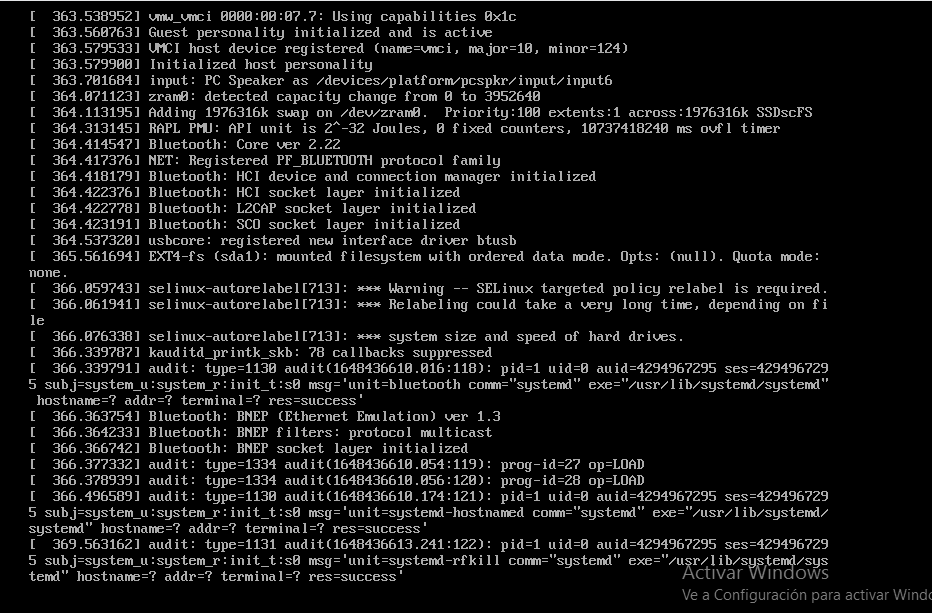 [  363.538952] vmw_vmci 0000:00:07.7: Using capabilities 0x1c
[  363.560763] Guest personality initialized and is active
[  363.579533] VMCI host device registered (name=vmci, major=10, minor=124)
[  363.579900] Initialized host personality
[  363.701684] input: PC Speaker as /devices/platform/pcspkr/input/input6
[  364.071123] zram0: detected capacity change from 0 to 3952640
[  364.113195] Adding 1976316k swap on /dev/zram0.  Priority:100 extents:1 across:1976316k SSDscFS
[  364.313145] RAPL PMU: API unit is 2^-32 Joules, 0 fixed counters, 10737418240 ms ovfl timer
[  364.414547] Bluetooth: Core ver 2.22
[  364.417376] NET: Registered PF_BLUETOOTH protocol family
[  364.418179] Bluetooth: HCI device and connection manager initialized
[  364.422376] Bluetooth: HCI socket layer initialized
[  364.422778] Bluetooth: L2CAP socket layer initialized
[  364.423191] Bluetooth: SCO socket layer initialized
[  364.537320] usbcore: registered new interface driver btusb
[  365.561694] EXT4-fs (sda1): mounted filesystem with ordered data mode. Opts: (null). Quota mode:
none.
[  366.059743] selinux-autorelabel[713]: *** Warning -- SELinux targeted policy relabel is required.
[  366.061941] selinux-autorelabel[713]: *** Relabeling could take a very long time, depending on fi
le
[  366.076338] selinux-autorelabel[713]: *** system size and speed of hard drives.
[  366.339787] kauditd_printk_skb: 78 callbacks suppressed
[  366.339791] audit: type=1130 audit(1648436610.016:118): pid=1 uid=0 auid=4294967295 ses=429496729
5 subj=system_u:system_r:init_t:s0 msg='unit=bluetooth comm="systemd" exe="/usr/lib/systemd/systemd"
 hostname=? addr=? terminal=? res=success'
[  366.363754] Bluetooth: BNEP (Ethernet Emulation) ver 1.3
[  366.364233] Bluetooth: BNEP filters: protocol multicast
[  366.366742] Bluetooth: BNEP socket layer initialized
[  366.377332] audit: type=1334 audit(1648436610.054:119): prog-id=27 op=LOAD
[  366.378939] audit: type=1334 audit(1648436610.056:120): prog-id=28 op=LOAD
[  366.496589] audit: type=1130 audit(1648436610.174:121): pid=1 uid=0 auid=4294967295 ses=429496729
5 subj=system_u:system_r:init_t:s0 msg='unit=systemd-hostnamed comm="systemd" exe="/usr/lib/systemd/
systemd" hostname=? addr=? terminal=? res=success'
[  369.563162] audit: type=1131 audit(1648436613.241:122): pid=1 uid=0 auid=4294967295 ses=429496729
5 subj=system_u:system_r:init_t:s0 msg='unit=systemd-rfkill comm="systemd" exe="/usr/lib/systemd/sys
temd" hostname=? addr=? terminal=? res=success'
Activar Windows
Ve a Configuración para activar Windo